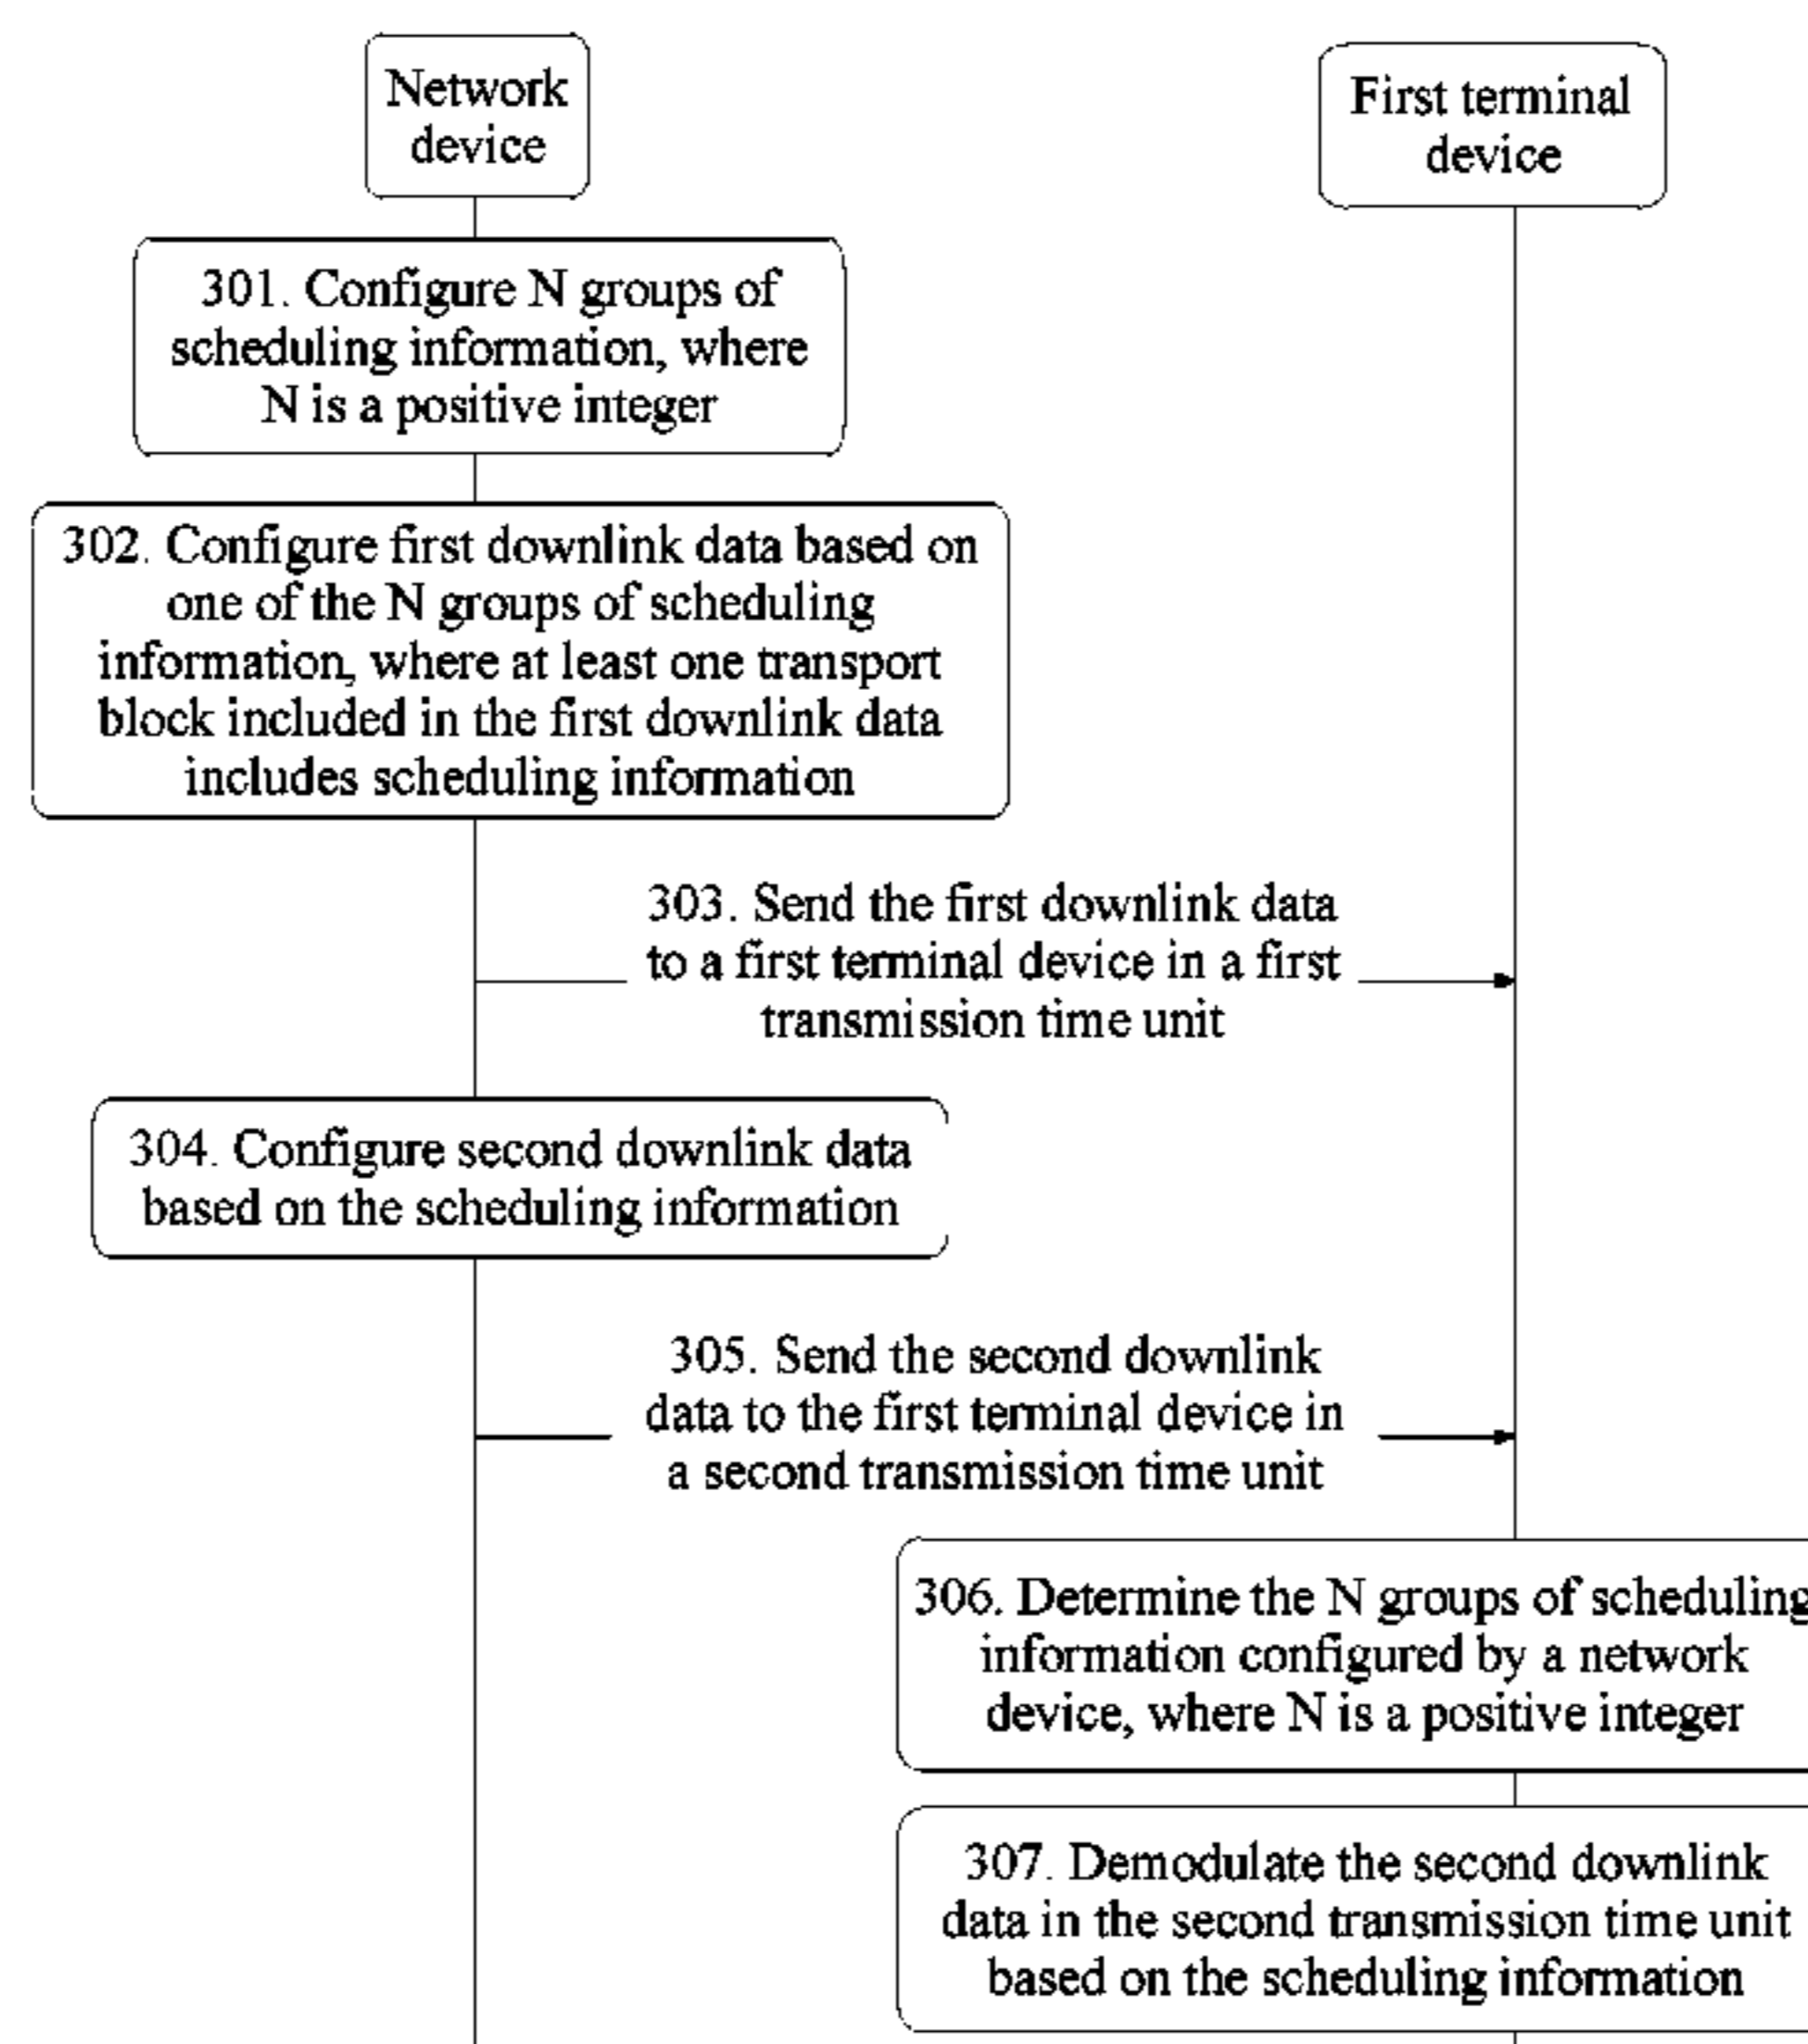 Network
device
First terminal
device
301. Configure N groups of
scheduling information, where
N is a positive integer
302. Configure first downlink data based on
one of the N groups of scheduling
information, where at least one transport
block included in the first downlink data
includes scheduling information
303. Send the first downlink data
to a first terminal device in a first
transmission time unit
304. Configure second downlink data
based on the scheduling information
305. Send the second downlink
data to the first terminal device in
a second transmission time unit
306. Determine the N groups of scheduling
information configured by a network
device, where N is a positive integer
307. Demodulate the second downlink
data in the second transmission time unit
based on the scheduling information